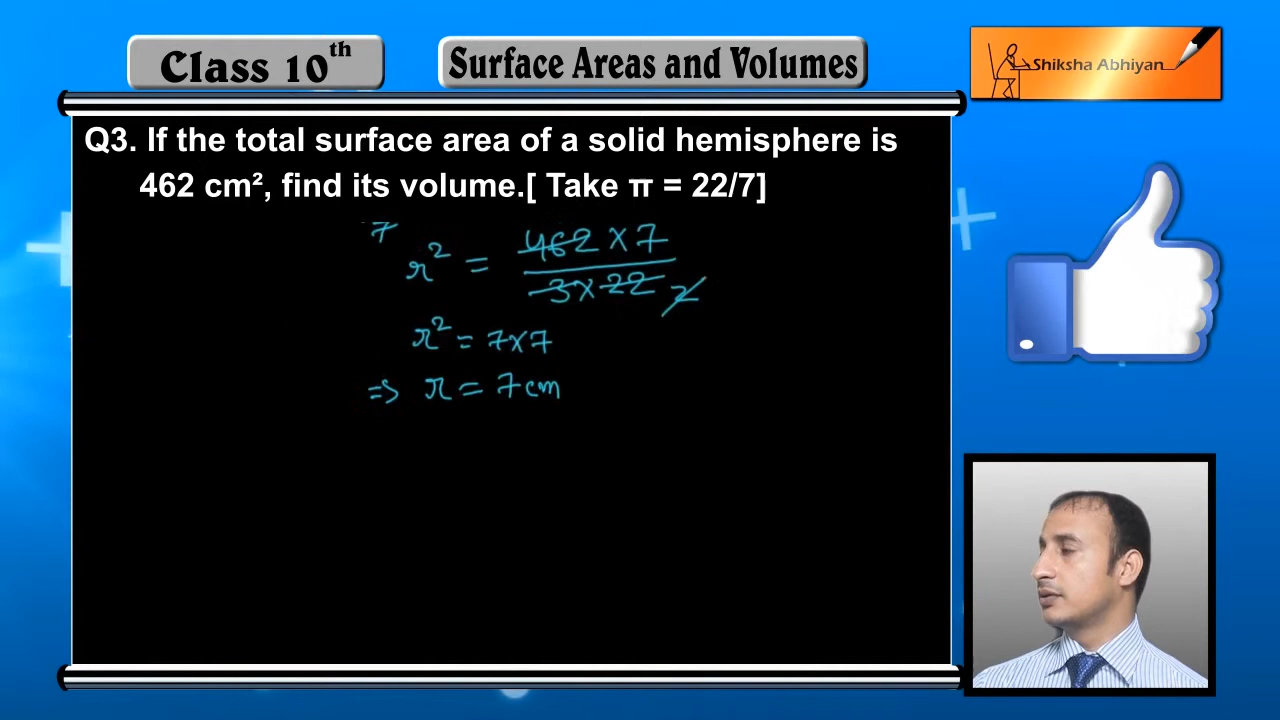 Class 10th
Surface Areas and Volumes
Shiksha Abhiyan
Q3. If the total surface area of a solid hemisphere is
462 cm², find its volume.[ Take π = 22/7]
7
r² = 462 × 7 / 3 × 22
r² = 7 × 7
⇒ r = 7 cm